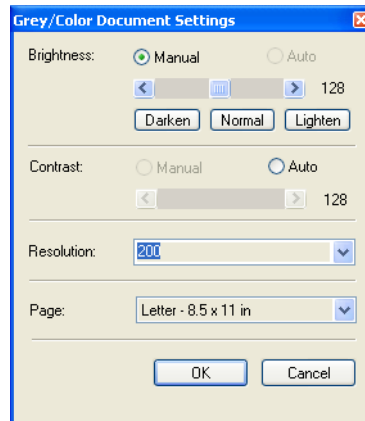 Grey/Color Document Settings
Brightness: Manual Auto
128
Darken Normal Lighten
Contrast: Manual Auto
128
Resolution: 200
Page: Letter - 8.5 x 11 in
OK Cancel